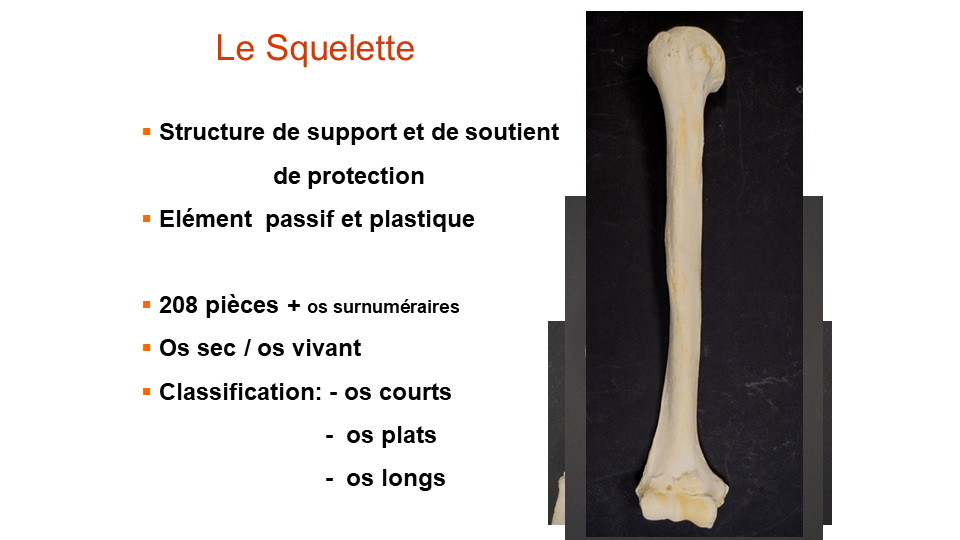 Le Squelette
▪ Structure de support et de soutient
de protection
▪ Elément passif et plastique
▪ 208 pièces + os surnuméraires
▪ Os sec / os vivant
▪ Classification: - os courts
- os plats
- os longs